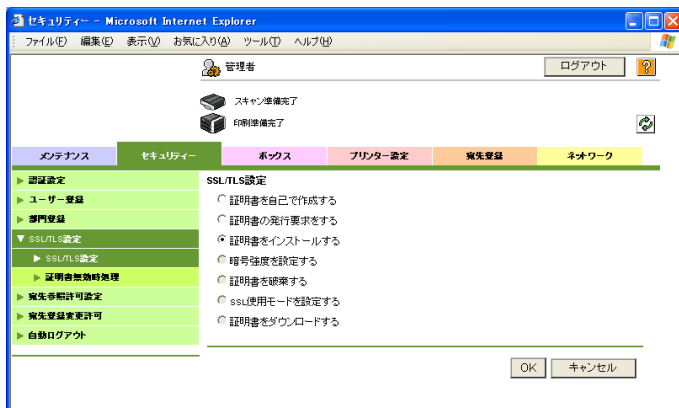 セキュリティー - Microsoft Internet Explorer
ファイル(F) 編集(E) 表示(V) お気に入り(A) ツール(T) ヘルプ(H)
管理者 ログアウト ?
スキャン準備完了
印刷準備完了
メンテナンス セキュリティー ボックス プリンター設定 宛先登録 ネットワーク
認証設定
ユーザー登録
部門登録
SSL/TLS設定
SSL/TLS設定
証明書無効時処理
宛先参照許可設定
宛先登録変更許可
自動ログアウト
SSL/TLS設定
証明書を自己で作成する
証明書の発行要求をする
証明書をインストールする
暗号強度を設定する
証明書を破棄する
SSL使用モードを設定する
証明書をダウンロードする
OK キャンセル